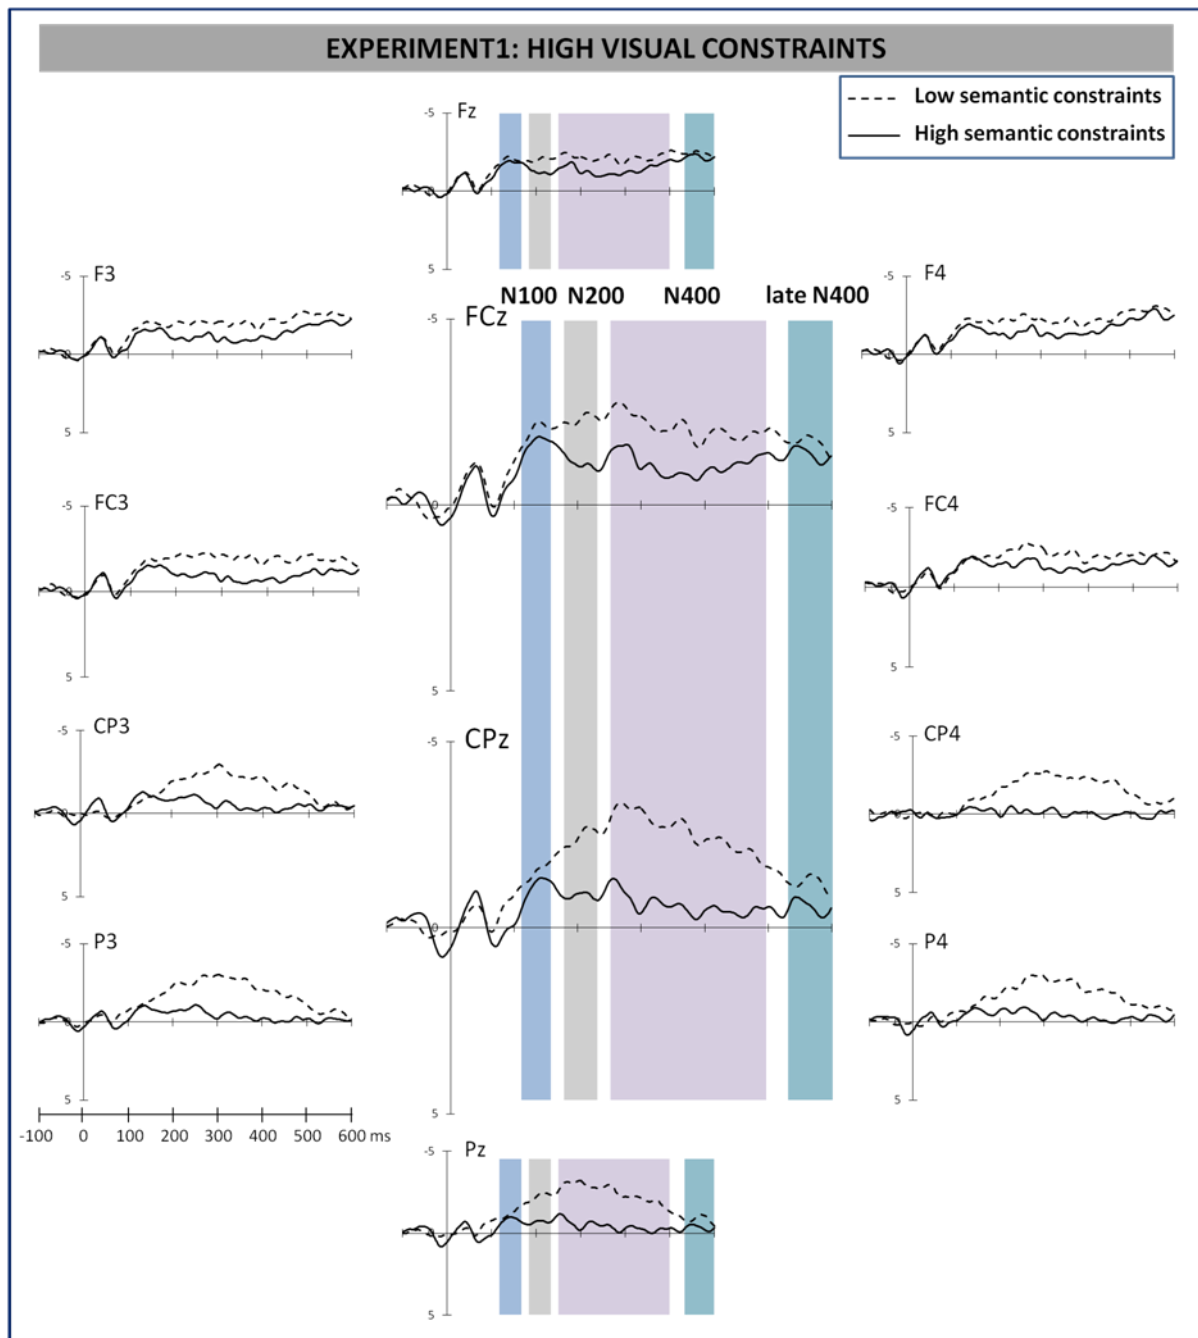 EXPERIMENT1: HIGH VISUAL CONSTRAINTS
Low semantic constraints
High semantic constraints
-5
Fz
5
-5
F3
5
-5
F4
5
N100 N200 N400 late N400
-5
FCz
0
5
-5
FC3
5
-5
FC4
5
-5
CPz
0
5
-5
CP3
5
-5
CP4
5
-5
P3
5
-5
P4
5
-100 0 100 200 300 400 500 600 ms
-5
Pz
5